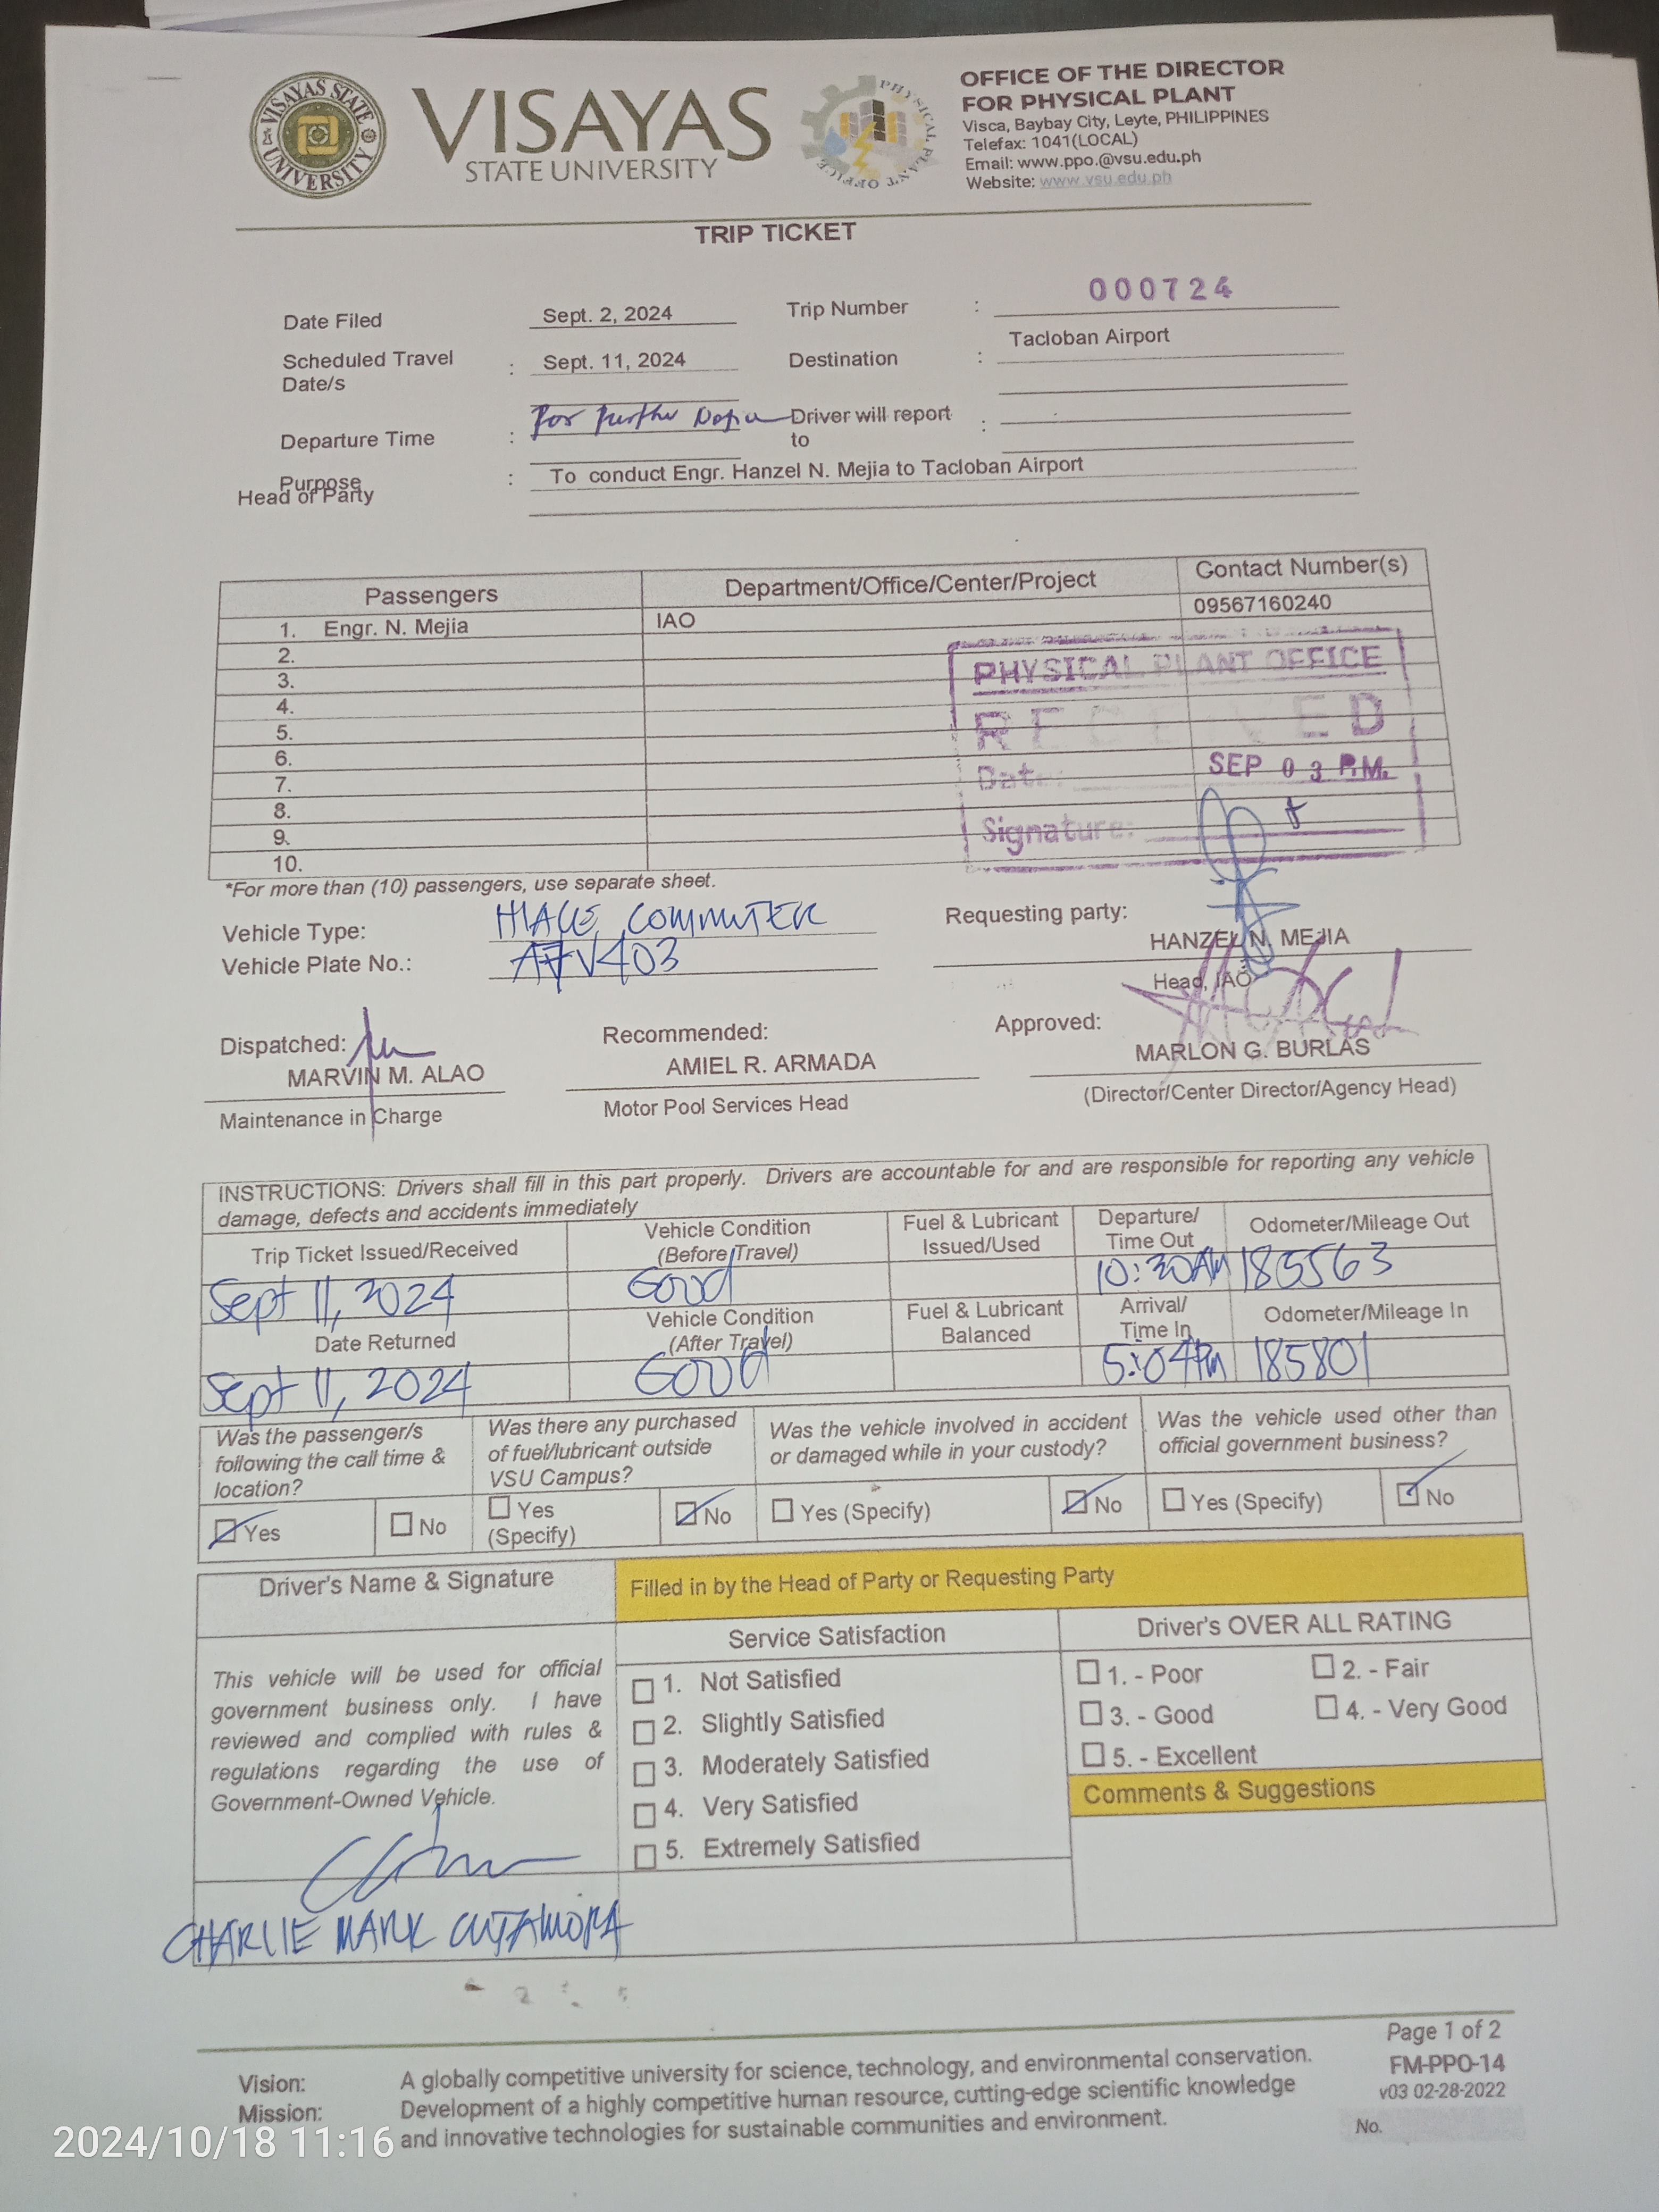 VISAYAS STATE UNIVERSITY
VISAYAS
STATE UNIVERSITY
PHYSICAL PLANT OFFICE
OFFICE OF THE DIRECTOR
FOR PHYSICAL PLANT
Visca, Baybay City, Leyte, PHILIPPINES
Telefax: 1041(LOCAL)
Email: www.ppo.@vsu.edu.ph
Website: www.vsu.edu.ph
TRIP TICKET
Date Filed Sept. 2, 2024 Trip Number : 000724
Scheduled Travel Date/s : Sept. 11, 2024 Destination : Tacloban Airport
Departure Time : For further Driver will report to :
Purpose : To conduct Engr. Hanzel N. Mejia to Tacloban Airport
Head of Party
Passengers Department/Office/Center/Project Contact Number(s)
1. Engr. N. Mejia IAO 09567160240
2.
3.
4.
5.
6.
7.
8.
9.
10.
PHYSICAL PLANT OFFICE
RECEIVED
Date: SEP 03 P.M.
Signature:
*For more than (10) passengers, use separate sheet.
Vehicle Type: HIACE COMMUTER
Vehicle Plate No.: A7V403
Requesting party:
HANZEL N. MEJIA
Head, IAO
Dispatched: Recommended: Approved:
MARVIN M. ALAO AMIEL R. ARMADA MARLON G. BURLAS
Maintenance in Charge Motor Pool Services Head (Director/Center Director/Agency Head)
INSTRUCTIONS: Drivers shall fill in this part properly. Drivers are accountable for and are responsible for reporting any vehicle
damage, defects and accidents immediately
Trip Ticket Issued/Received Vehicle Condition (Before Travel) Fuel & Lubricant Issued/Used Departure/ Time Out Odometer/Mileage Out
Sept 11, 2024 Good 10:30AM 185563
Date Returned Vehicle Condition (After Travel) Fuel & Lubricant Balanced Arrival/ Time In Odometer/Mileage In
Sept 11, 2024 Good 5:04PM 185801
Was the passenger/s following the call time & location? Was there any purchased of fuel/lubricant outside VSU Campus? Was the vehicle involved in accident or damaged while in your custody? Was the vehicle used other than official government business?
Yes No Yes (Specify) No Yes (Specify) No Yes (Specify) No
Driver's Name & Signature Filled in by the Head of Party or Requesting Party
Service Satisfaction Driver's OVER ALL RATING
This vehicle will be used for official
government business only. I have
reviewed and complied with rules &
regulations regarding the use of
Government-Owned Vehicle.
CHARLIE MARK CUTAMORA
1. Not Satisfied
2. Slightly Satisfied
3. Moderately Satisfied
4. Very Satisfied
5. Extremely Satisfied
1. - Poor 2. - Fair
3. - Good 4. - Very Good
5. - Excellent
Comments & Suggestions
Vision: A globally competitive university for science, technology, and environmental conservation.
Mission: Development of a highly competitive human resource, cutting-edge scientific knowledge
and innovative technologies for sustainable communities and environment.
Page 1 of 2
FM-PPO-14
v03 02-28-2022
No.
2024/10/18 11:16